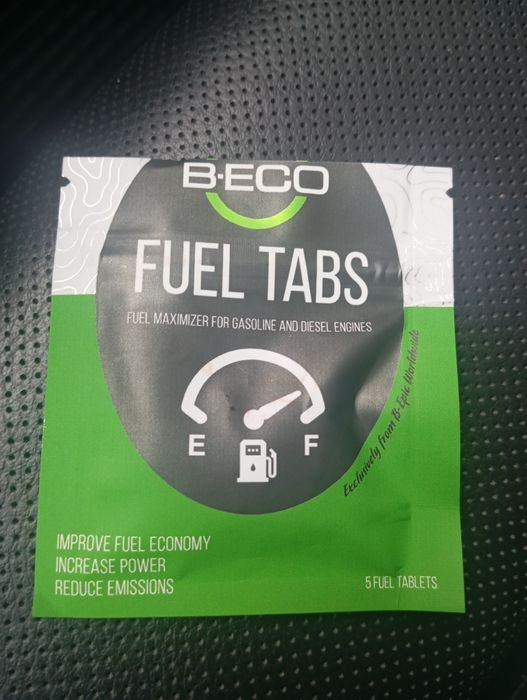 B·ECO
FUEL TABS
FUEL MAXIMIZER FOR GASOLINE AND DIESEL ENGINES
E F
Exclusively from B-Epic Worldwide
IMPROVE FUEL ECONOMY
INCREASE POWER
REDUCE EMISSIONS
5 FUEL TABLETS